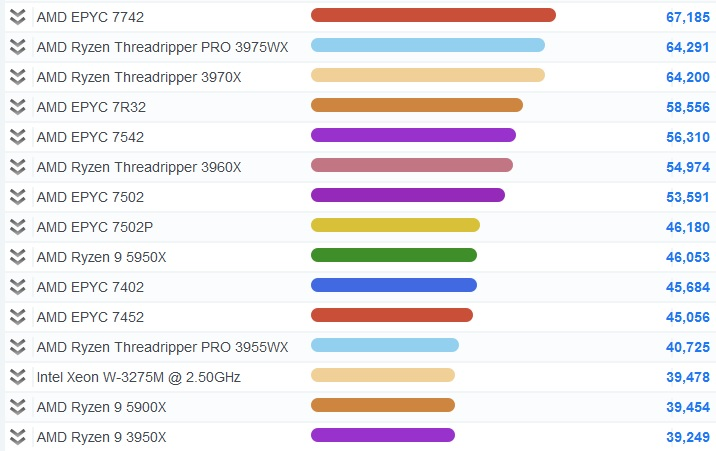 AMD EPYC 7742 67,185
AMD Ryzen Threadripper PRO 3975WX 64,291
AMD Ryzen Threadripper 3970X 64,200
AMD EPYC 7R32 58,556
AMD EPYC 7542 56,310
AMD Ryzen Threadripper 3960X 54,974
AMD EPYC 7502 53,591
AMD EPYC 7502P 46,180
AMD Ryzen 9 5950X 46,053
AMD EPYC 7402 45,684
AMD EPYC 7452 45,056
AMD Ryzen Threadripper PRO 3955WX 40,725
Intel Xeon W-3275M @ 2.50GHz 39,478
AMD Ryzen 9 5900X 39,454
AMD Ryzen 9 3950X 39,249